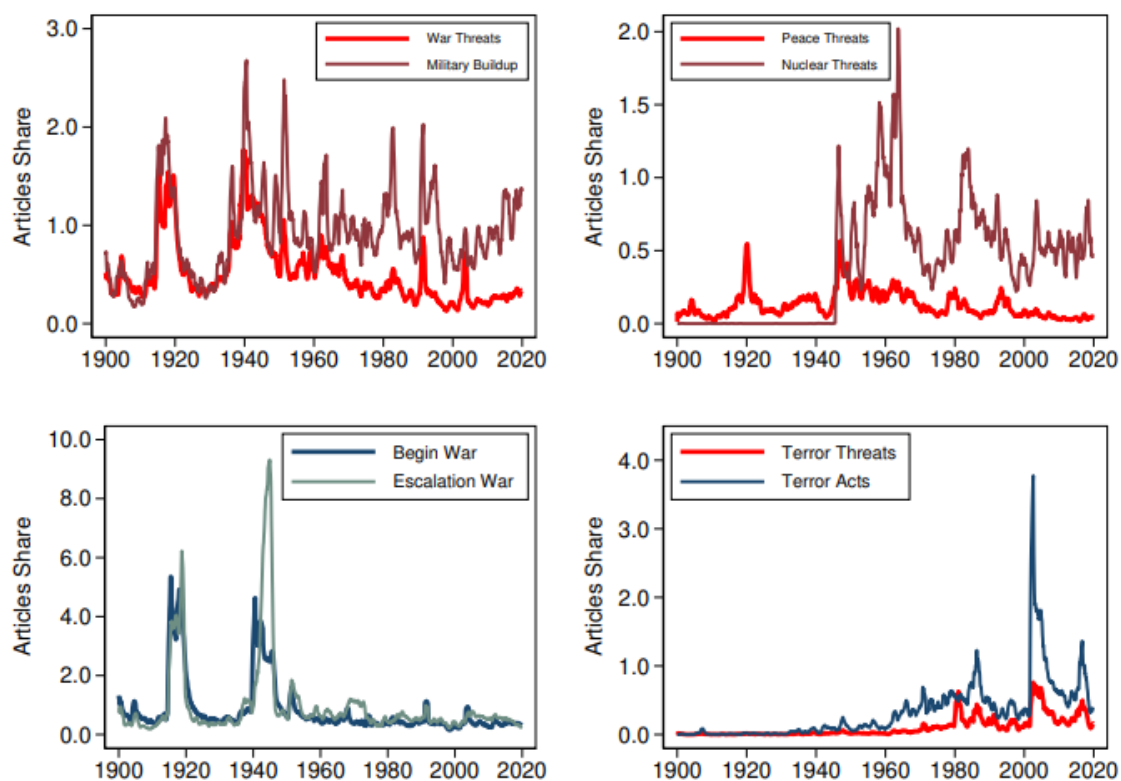 3.0
2.0
1.0
0.0
Articles Share
War Threats
Military Buildup
1900 1920 1940 1960 1980 2000 2020
2.0
1.5
1.0
0.5
0.0
Articles Share
Peace Threats
Nuclear Threats
1900 1920 1940 1960 1980 2000 2020
10.0
8.0
6.0
4.0
2.0
0.0
Articles Share
Begin War
Escalation War
1900 1920 1940 1960 1980 2000 2020
4.0
3.0
2.0
1.0
0.0
Articles Share
Terror Threats
Terror Acts
1900 1920 1940 1960 1980 2000 2020